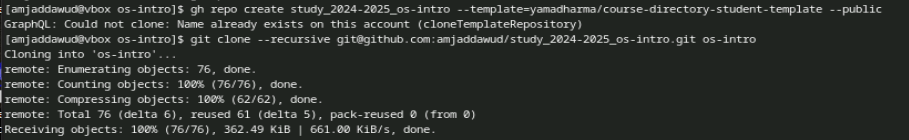 [amjaddawud@vbox os-intro]$ gh repo create study_2024-2025_os-intro --template=yamadharma/course-directory-student-template --public
GraphQL: Could not clone: Name already exists on this account (cloneTemplateRepository)
[amjaddawud@vbox os-intro]$ git clone --recursive git@github.com:amjaddawud/study_2024-2025_os-intro.git os-intro
Cloning into 'os-intro'...
remote: Enumerating objects: 76, done.
remote: Counting objects: 100% (76/76), done.
remote: Compressing objects: 100% (62/62), done.
remote: Total 76 (delta 6), reused 61 (delta 5), pack-reused 0 (from 0)
Receiving objects: 100% (76/76), 362.49 KiB | 661.00 KiB/s, done.